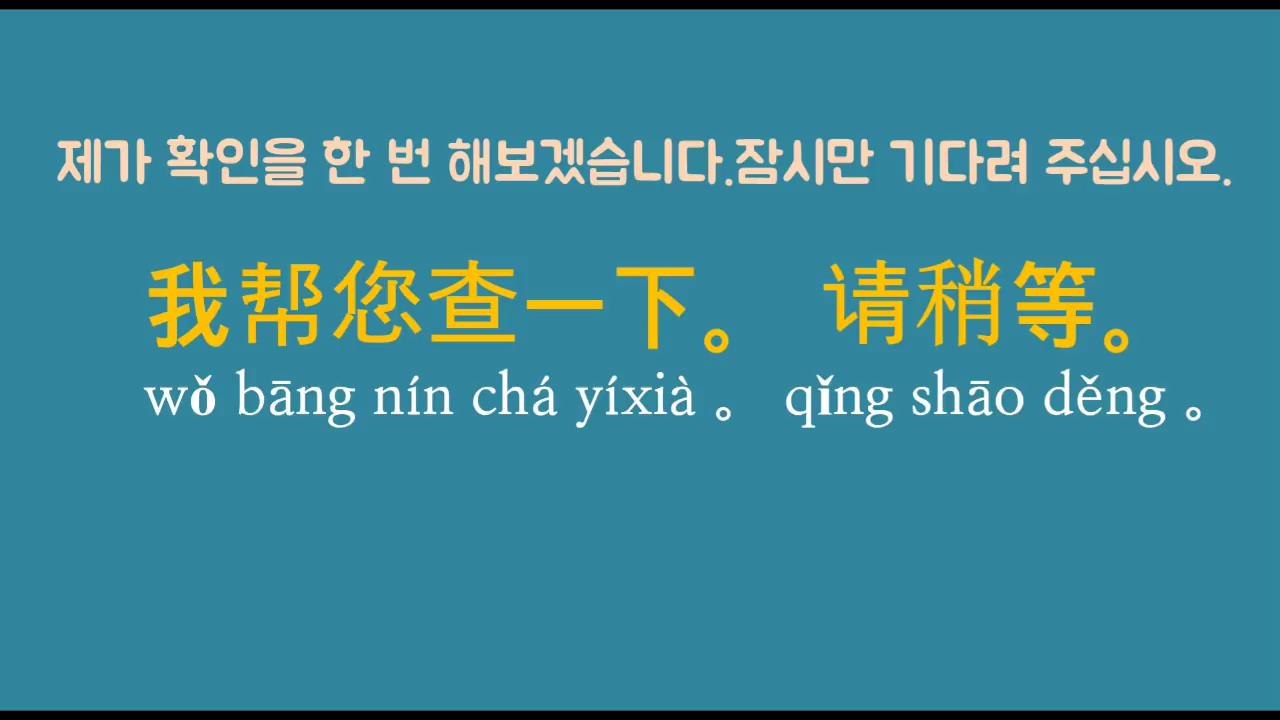 제가 확인을 한 번 해보겠습니다.잠시만 기다려 주십시오.
我帮您查一下。 请稍等。
wǒ bāng nín chá yíxià 。 qǐng shāo děng 。